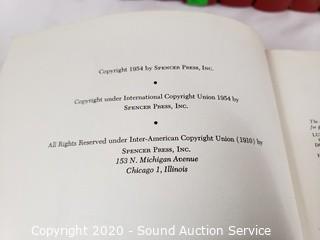 Copyright 1954 by SPENCER PRESS, INC.
•
Copyright under International Copyright Union 1954 by
SPENCER PRESS, INC.
•
All Rights Reserved under Inter-American Copyright Union (1910) by
SPENCER PRESS, INC.
153 N. Michigan Avenue
Chicago 1, Illinois
The
Copyright 2020 - Sound Auction Service